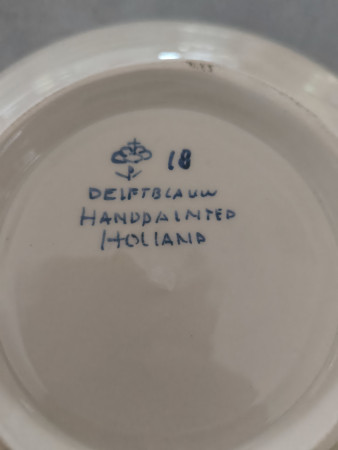 18
DELFTBLAUW
HANDPAINTED
HOLLAND